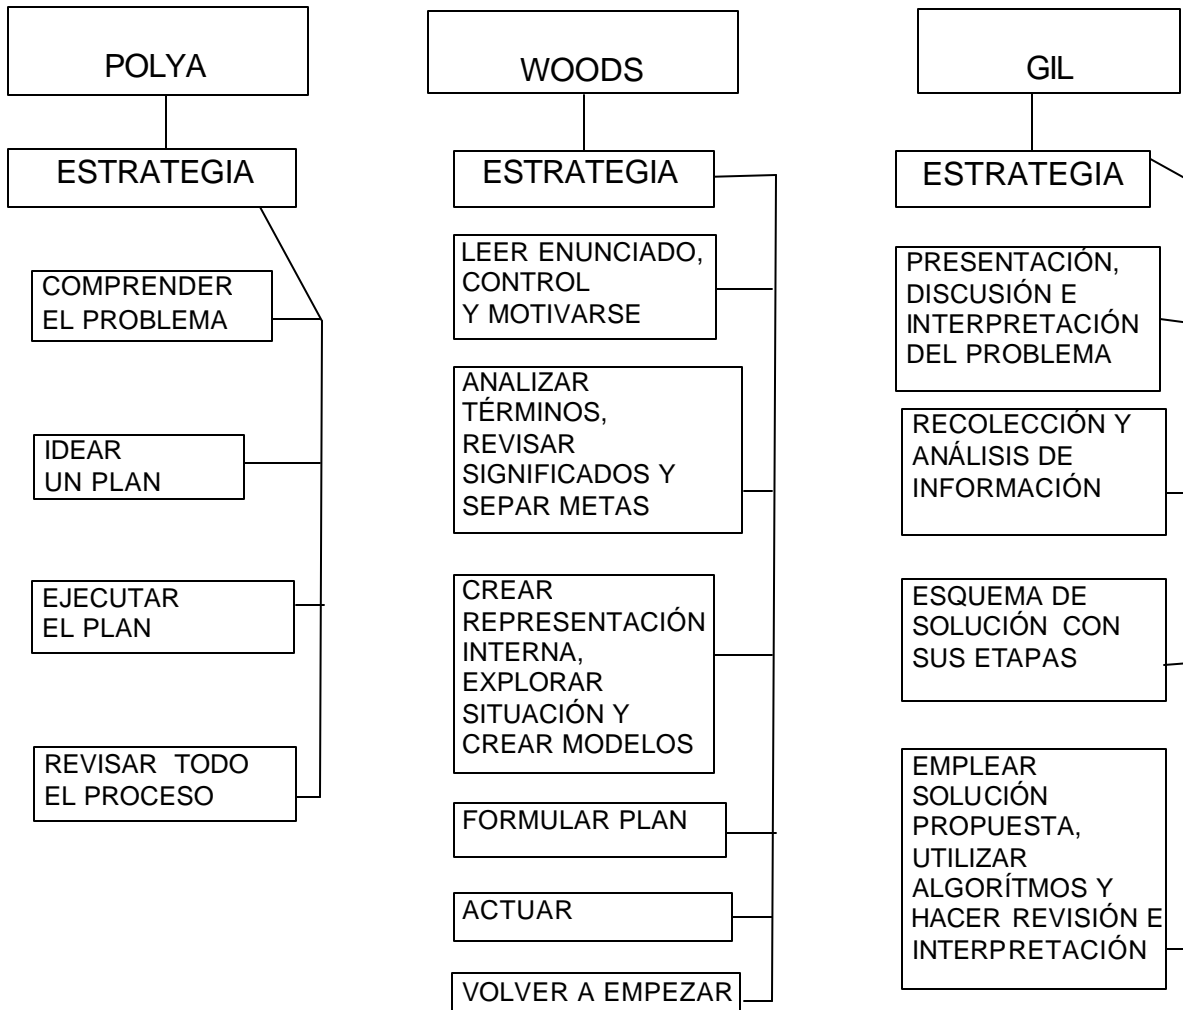 POLYA
ESTRATEGIA
COMPRENDER
EL PROBLEMA
IDEAR
UN PLAN
EJECUTAR
EL PLAN
REVISAR TODO
EL PROCESO
WOODS
ESTRATEGIA
LEER ENUNCIADO,
CONTROL
Y MOTIVARSE
ANALIZAR
TÉRMINOS,
REVISAR
SIGNIFICADOS Y
SEPAR METAS
CREAR
REPRESENTACIÓN
INTERNA,
EXPLORAR
SITUACIÓN Y
CREAR MODELOS
FORMULAR PLAN
ACTUAR
VOLVER A EMPEZAR
GIL
ESTRATEGIA
PRESENTACIÓN,
DISCUSIÓN E
INTERPRETACIÓN
DEL PROBLEMA
RECOLECCIÓN Y
ANÁLISIS DE
INFORMACIÓN
ESQUEMA DE
SOLUCIÓN CON
SUS ETAPAS
EMPLEAR
SOLUCIÓN
PROPUESTA,
UTILIZAR
ALGORÍTMOS Y
HACER REVISIÓN E
INTERPRETACIÓN